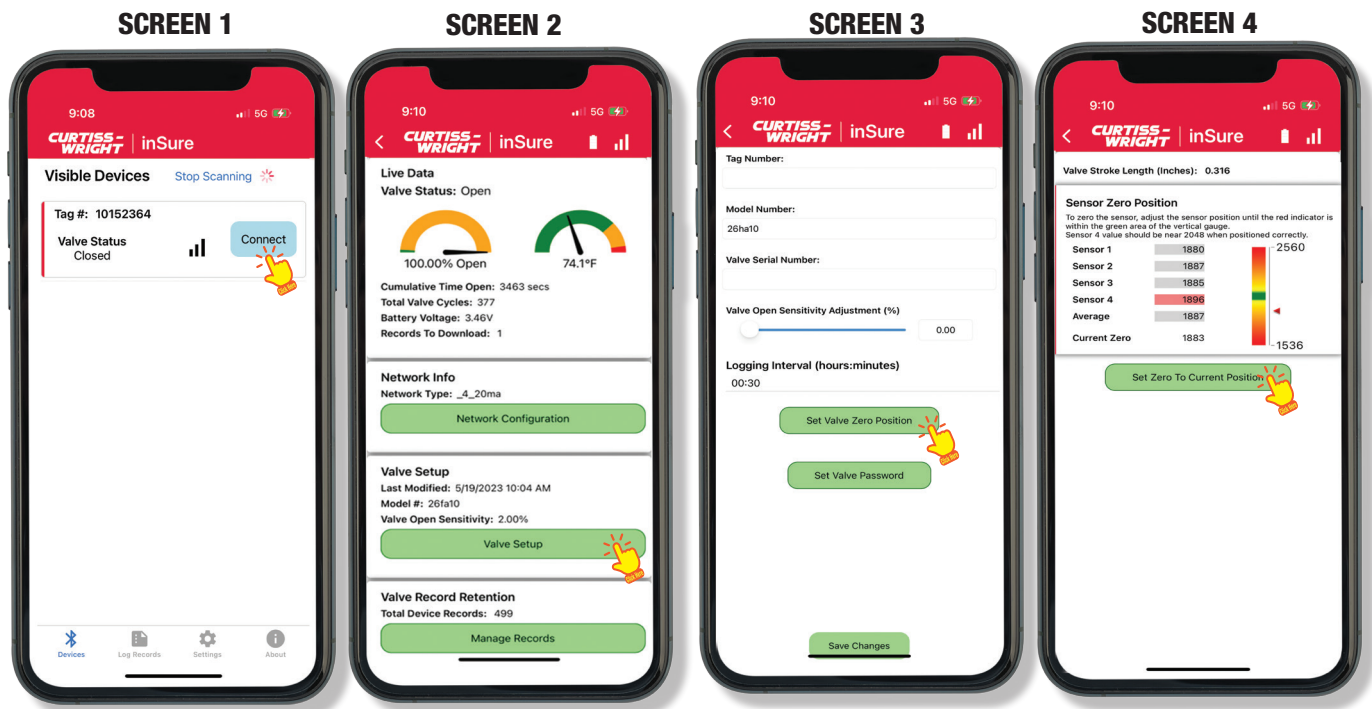 SCREEN 1
9:08
5G
CURTISS-
WRIGHT
inSure
Visible Devices
Stop Scanning
Tag #: 10152364
Valve Status
Closed
Connect
Click Here
Devices
Log Records
Settings
About
SCREEN 2
9:10
5G
CURTISS-
WRIGHT
inSure
Live Data
Valve Status: Open
100.00% Open
74.1°F
Cumulative Time Open: 3463 secs
Total Valve Cycles: 377
Battery Voltage: 3.46V
Records To Download: 1
Network Info
Network Type: _4_20ma
Network Configuration
Valve Setup
Last Modified: 5/19/2023 10:04 AM
Model #: 26fa10
Valve Open Sensitivity: 2.00%
Valve Setup
Click Here
Valve Record Retention
Total Device Records: 499
Manage Records
SCREEN 3
9:10
5G
CURTISS-
WRIGHT
inSure
Tag Number:
Model Number:
26ha10
Valve Serial Number:
Valve Open Sensitivity Adjustment (%)
0.00
Logging Interval (hours:minutes)
00:30
Set Valve Zero Position
Click Here
Set Valve Password
Save Changes
SCREEN 4
9:10
5G
CURTISS-
WRIGHT
inSure
Valve Stroke Length (Inches): 0.316
Sensor Zero Position
To zero the sensor, adjust the sensor position until the red indicator is
within the green area of the vertical gauge.
Sensor 4 value should be near 2048 when positioned correctly.
Sensor 1 1880
2560
Sensor 2 1887
Sensor 3 1885
Sensor 4 1896
Average 1887
Current Zero 1883
1536
Set Zero To Current Position
Click Here